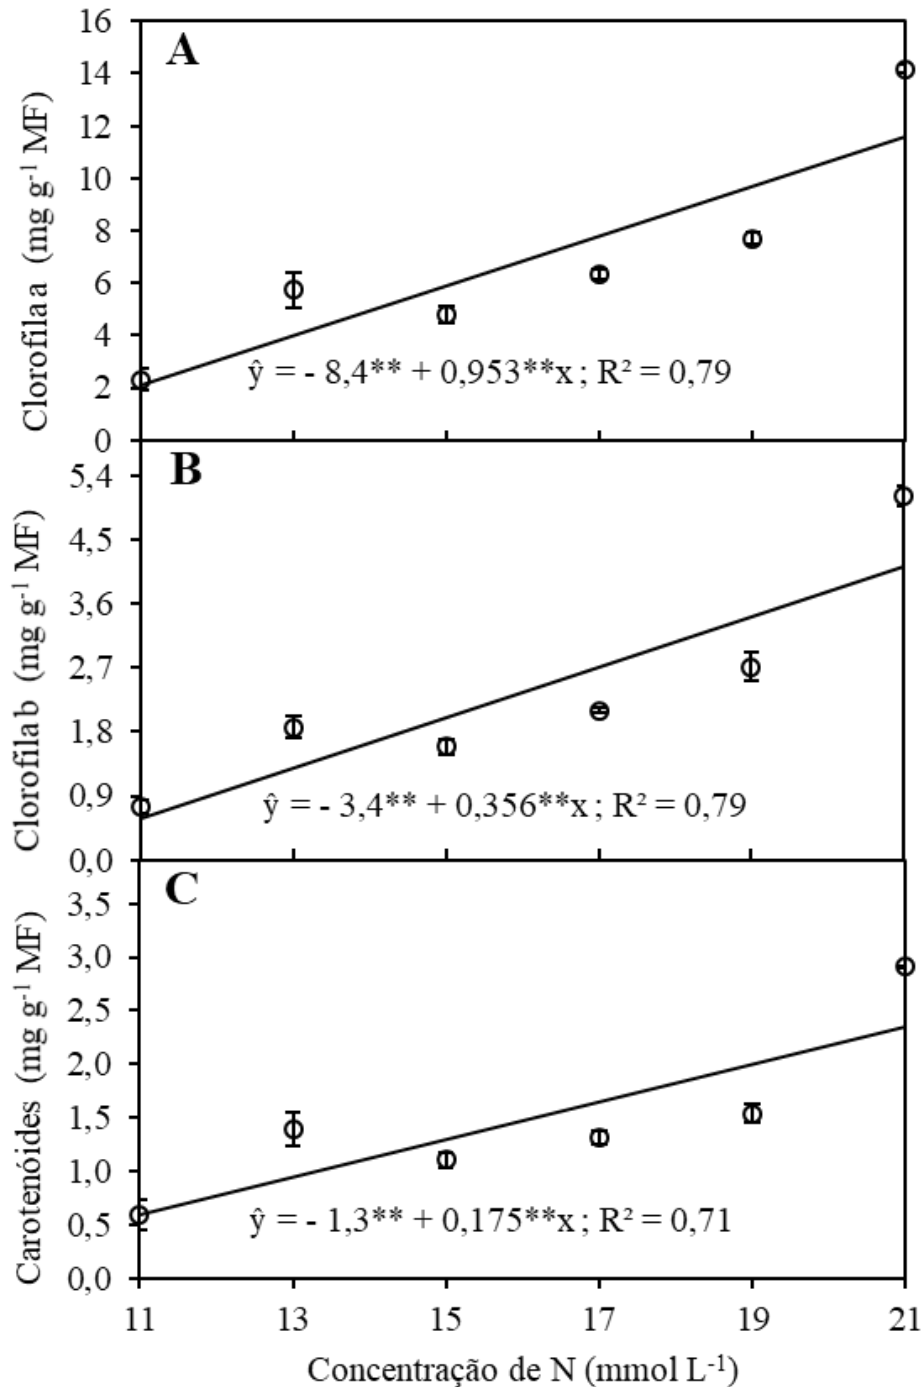 A
Clorofila a (mg g⁻¹ MF)
16
14
12
10
8
6
4
2
0
ŷ = - 8,4** + 0,953**x ; R² = 0,79
B
Clorofila b (mg g⁻¹ MF)
5,4
4,5
3,6
2,7
1,8
0,9
0,0
ŷ = - 3,4** + 0,356**x ; R² = 0,79
C
Carotenóides (mg g⁻¹ MF)
3,5
3,0
2,5
2,0
1,5
1,0
0,5
0,0
ŷ = - 1,3** + 0,175**x ; R² = 0,71
11 13 15 17 19 21
Concentração de N (mmol L⁻¹)